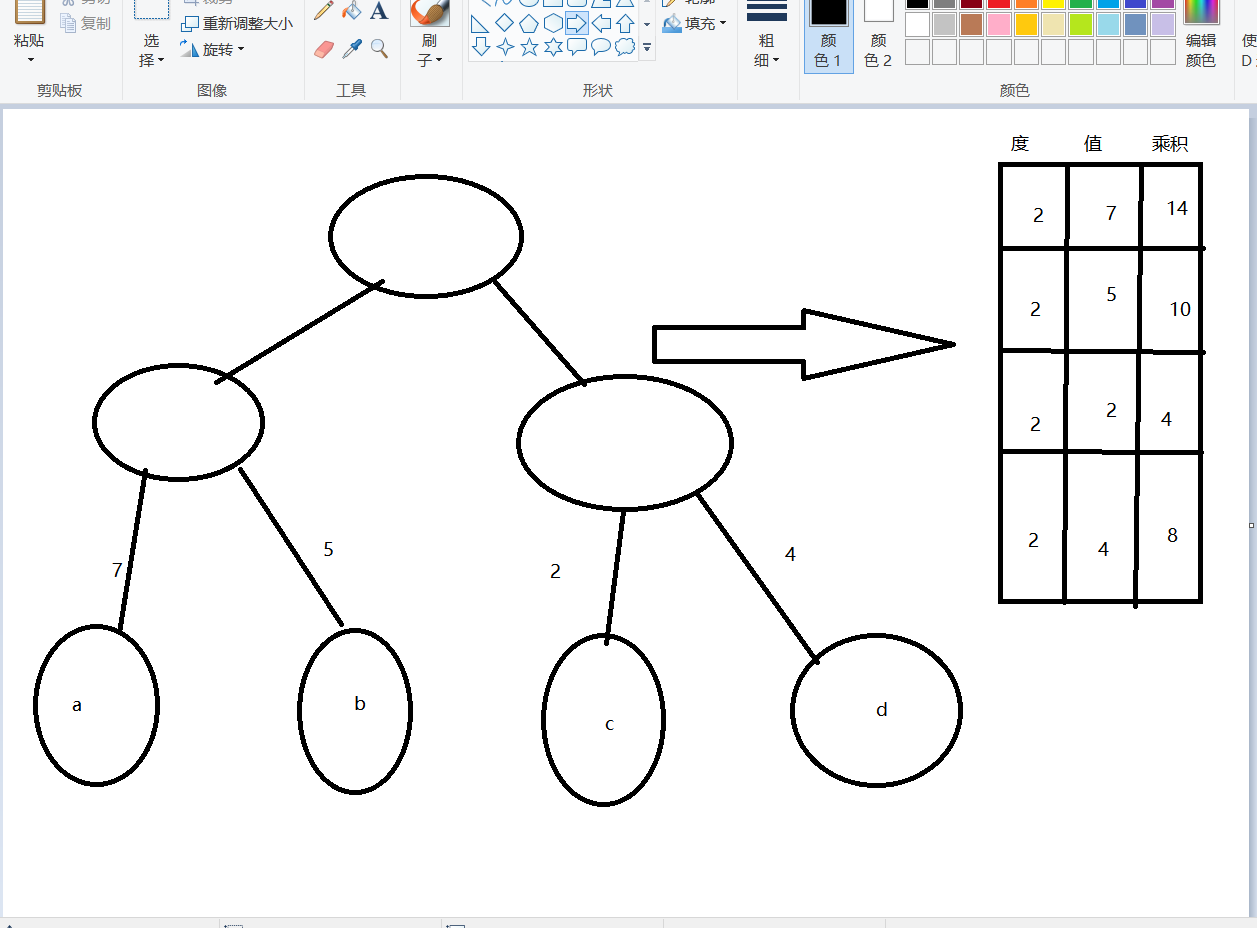 粘贴
复制
重新调整大小
旋转
选
择
A
刷
子
填充
粗
细
颜
色 1
颜
色 2
编辑
颜色
剪贴板
图像
工具
形状
颜色
度 值 乘积
2 7 14
2 5 10
2 2 4
2 4 8
7
5
2
4
a
b
c
d